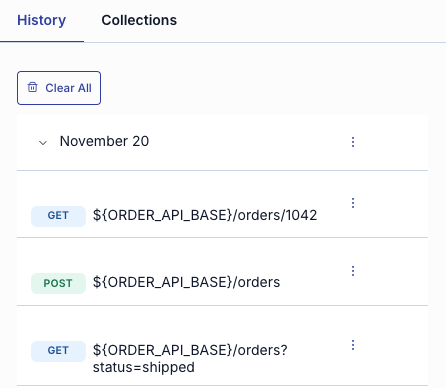 History Collections
Clear All
November 20
GET ${ORDER_API_BASE}/orders/1042
POST ${ORDER_API_BASE}/orders
GET ${ORDER_API_BASE}/orders?
status=shipped